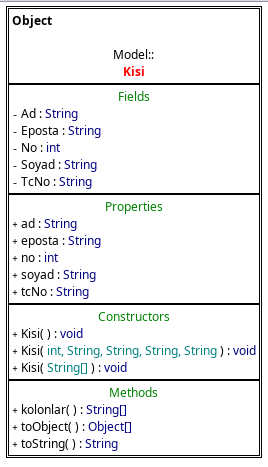 Object
Model::
Kisi
Fields
- Ad : String
- Eposta : String
- No : int
- Soyad : String
- TcNo : String
Properties
+ ad : String
+ eposta : String
+ no : int
+ soyad : String
+ tcNo : String
Constructors
+ Kisi( ) : void
+ Kisi( int, String, String, String, String ) : void
+ Kisi( String[] ) : void
Methods
+ kolonlar( ) : String[]
+ toObject( ) : Object[]
+ toString( ) : String